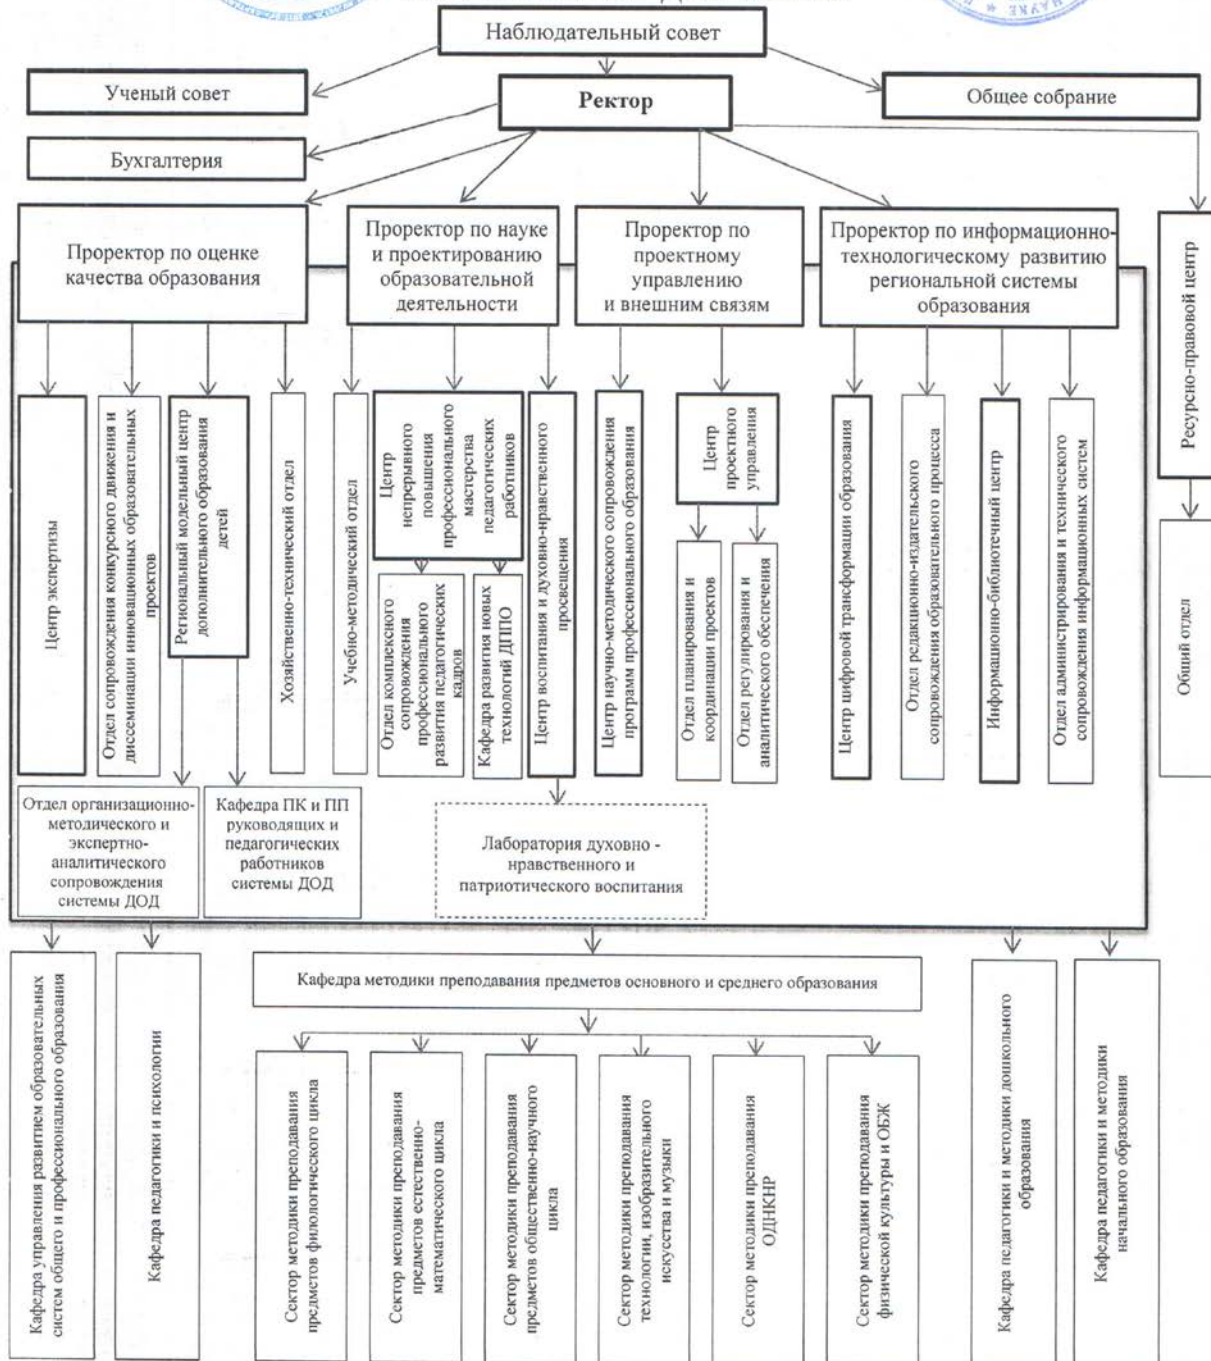 НАУКЕ *
Наблюдательный совет
Ученый совет
Ректор
Общее собрание
Бухгалтерия
Проректор по оценке
качества образования
Проректор по науке
и проектированию
образовательной
деятельности
Проректор по
проектному
управлению
и внешним связям
Проректор по информационно-
технологическому развитию
региональной системы
образования
Ресурсно-правовой центр
Центр экспертизы
Отдел сопровождения конкурсного движения и
диссеминации инновационных образовательных
проектов
Региональный модельный центр
дополнительного образования
детей
Хозяйственно-технический отдел
Учебно-методический отдел
Центр
непрерывного
повышения
профессионального
мастерства
педагогических
работников
Отдел комплексного
сопровождения
профессионального
развития педагогических
кадров
Кафедра развития новых
технологий ДППО
Центр воспитания и духовно-нравственного
просвещения
Центр научно-методического сопровождения
программ профессионального образования
Центр
проектного
управления
Отдел планирования и
координации проектов
Отдел регулирования и
аналитического обеспечения
Центр цифровой трансформации образования
Отдел редакционно-издательского
сопровождения образовательного процесса
Информационно-библиотечный центр
Отдел администрирования и технического
сопровождения информационных систем
Общий отдел
Отдел организационно-
методического и
экспертно-
аналитического
сопровождения
системы ДОД
Кафедра ПК и ПП
руководящих и
педагогических
работников
системы ДОД
Лаборатория духовно -
нравственного и
патриотического воспитания
Кафедра управления развитием образовательных
систем общего и профессионального образования
Кафедра педагогики и психологии
Кафедра методики преподавания предметов основного и среднего образования
Сектор методики преподавания
предметов филологического цикла
Сектор методики преподавания
предметов естественно-
математического цикла
Сектор методики преподавания
предметов общественно-научного
цикла
Сектор методики преподавания
технологии, изобразительного
искусства и музыки
Сектор методики преподавания
ОДНКНР
Сектор методики преподавания
физической культуры и ОБЖ
Кафедра педагогики и методики дошкольного
образования
Кафедра педагогики и методики
начального образования